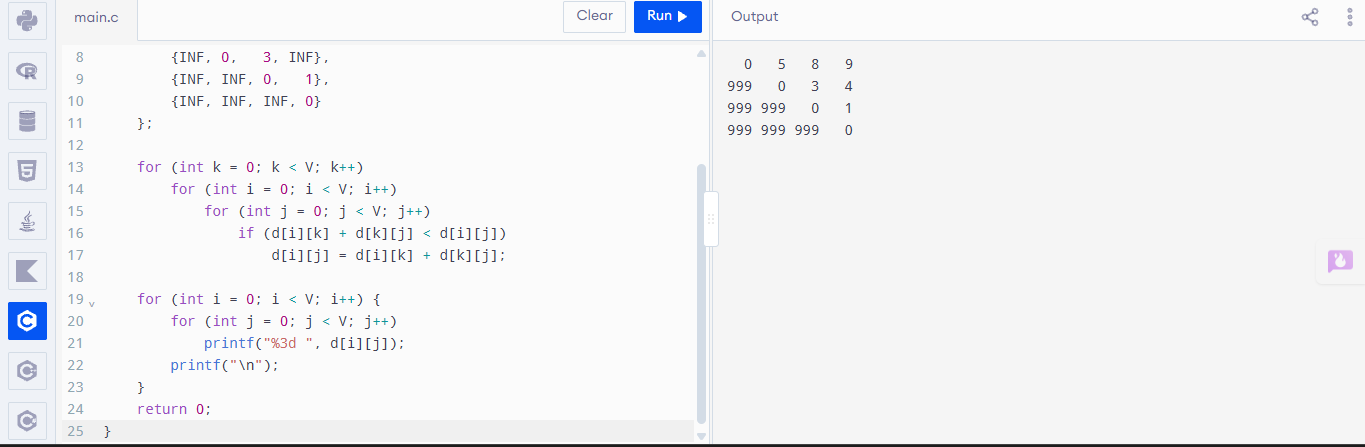 main.c
Clear
Run
8 {INF, 0,   3, INF},
9 {INF, INF, 0,   1},
10 {INF, INF, INF, 0}
11 };
12
13 for (int k = 0; k < V; k++)
14 for (int i = 0; i < V; i++)
15 for (int j = 0; j < V; j++)
16 if (d[i][k] + d[k][j] < d[i][j])
17 d[i][j] = d[i][k] + d[k][j];
18
19 for (int i = 0; i < V; i++) {
20 for (int j = 0; j < V; j++)
21 printf("%3d ", d[i][j]);
22 printf("\n");
23 }
24 return 0;
25 }
Output
0   5   8   9
999   0   3   4
999 999   0   1
999 999 999   0